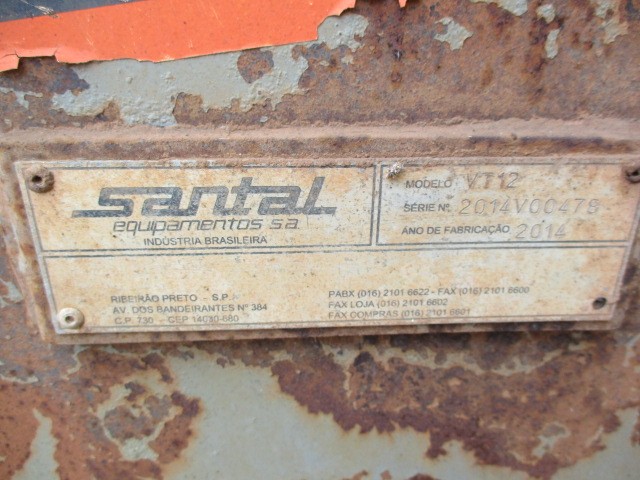 santal
equipamentos s.a.
INDÚSTRIA BRASILEIRA
MODELO VT12
SÉRIE Nº 2014V00475
ANO DE FABRICAÇÃO 2014
RIBEIRÃO PRETO - S.P.
AV. DOS BANDEIRANTES Nº 384
C.P. 730 - CEP 14030-680
PABX (016) 2101 6622 - FAX (016) 2101 6600
FAX LOJA (016) 2101 6602
FAX COMPRAS (016) 2101 6601